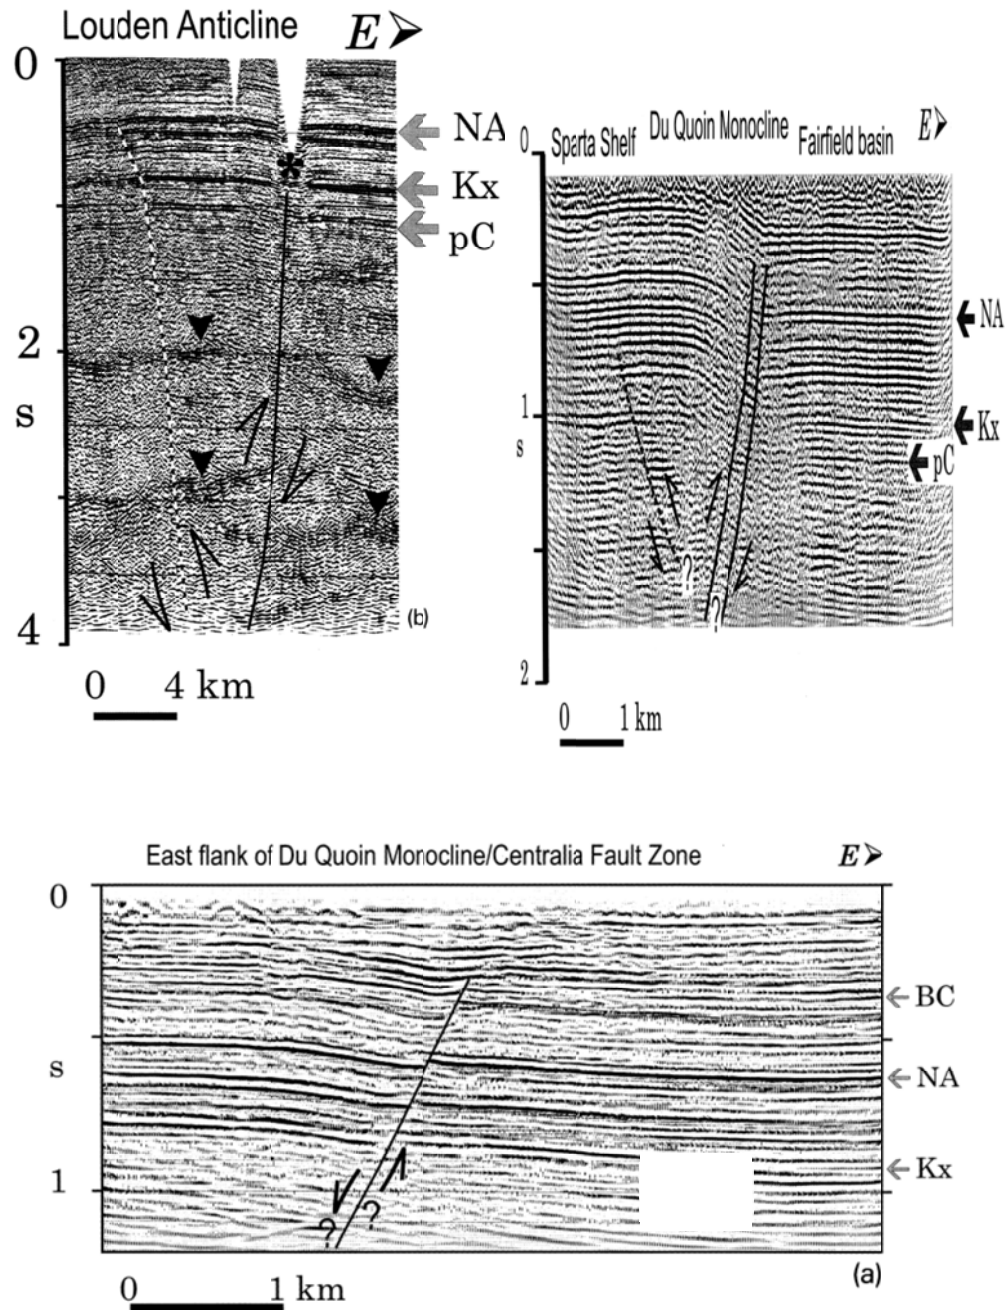 Louden Anticline E
0
2
s
4
NA
Kx
pC
(b)
0 4 km
Sparta Shelf Du Quoin Monocline Fairfield basin E
0
1
s
2
NA
Kx
pC
?
?
0 1 km
East flank of Du Quoin Monocline/Centralia Fault Zone E
0
s
1
BC
NA
Kx
?
?
(a)
0 1 km